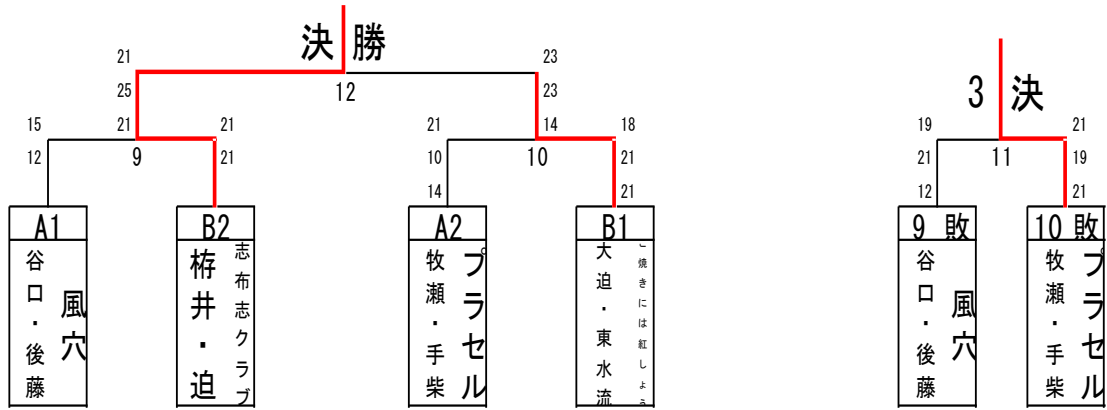 決 勝
21
23
25
12
23
15
21
21
21
14
18
12
9
21
10
10
21
14
21
A1
B2
A2
B1
谷口・後藤
風穴
栫井・迫
志布志クラブ
牧瀬・手柴
プラセル
大迫・東水流
焼きには紅しょう
3 決
19
21
21
11
19
12
21
9 敗
10 敗
谷口・後藤
風穴
牧瀬・手柴
プラセル